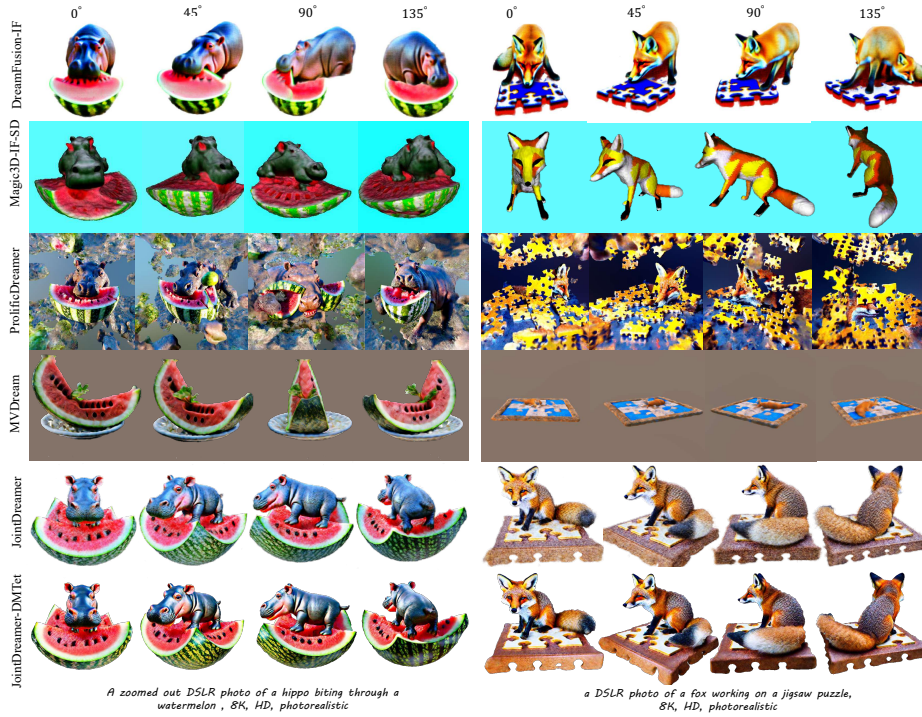 0° 45° 90° 135° 0° 45° 90° 135°
DreamFusion-IF
Magic3D-IF-SD
ProlificDreamer
MVDream
JointDreamer
JointDreamer-DMTet
A zoomed out DSLR photo of a hippo biting through a
watermelon , 8K, HD, photorealistic
a DSLR photo of a fox working on a jigsaw puzzle,
8K, HD, photorealistic